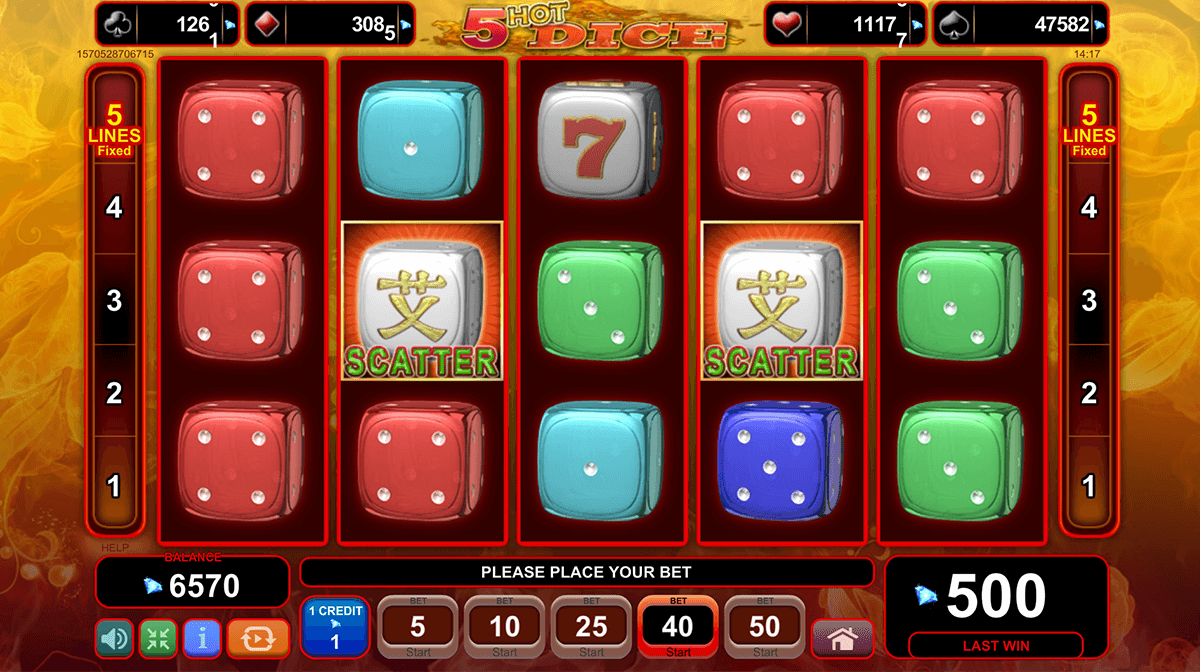 126
1
308
5
5 HOT DICE
1117
7
47582
1570528706715
14:17
5
LINES
Fixed
4
3
2
1
7
艾
SCATTER
艾
SCATTER
5
LINES
Fixed
4
3
2
1
HELP
BALANCE
6570
PLEASE PLACE YOUR BET
500
LAST WIN
1 CREDIT
1
BET
5
Start
BET
10
Start
BET
25
Start
BET
40
Start
BET
50
Start
i